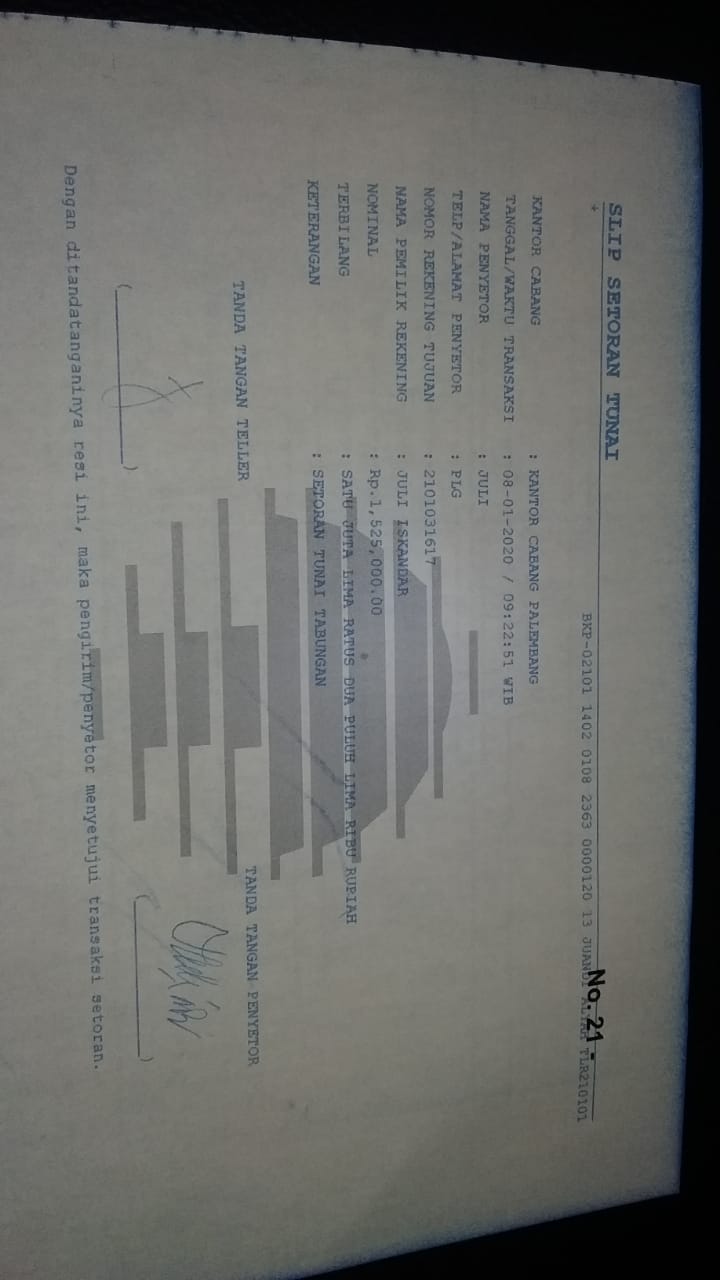 SLIP SETORAN TUNAI
No. 21 -
BKP-02101 1402 0108 2363 0000120 13 TLR210101
KANTOR CABANG : KANTOR CABANG PALEMBANG
TANGGAL/WAKTU TRANSAKSI : 08-01-2020 / 09:22:51 WIB
NAMA PENYETOR : JULI
TELP/ALAMAT PENYETOR : PLG
NOMOR REKENING TUJUAN : 2101031617
NAMA PEMILIK REKENING : JULI ISKANDAR
NOMINAL : Rp.1,525,000.00
TERBILANG : SATU JUTA LIMA RATUS DUA PULUH LIMA RIBU RUPIAH
KETERANGAN : SETORAN TUNAI TABUNGAN
TANDA TANGAN TELLER TANDA TANGAN PENYETOR
Dengan ditandatanganinya resi ini, maka pengirim/penyetor menyetujui transaksi setoran.